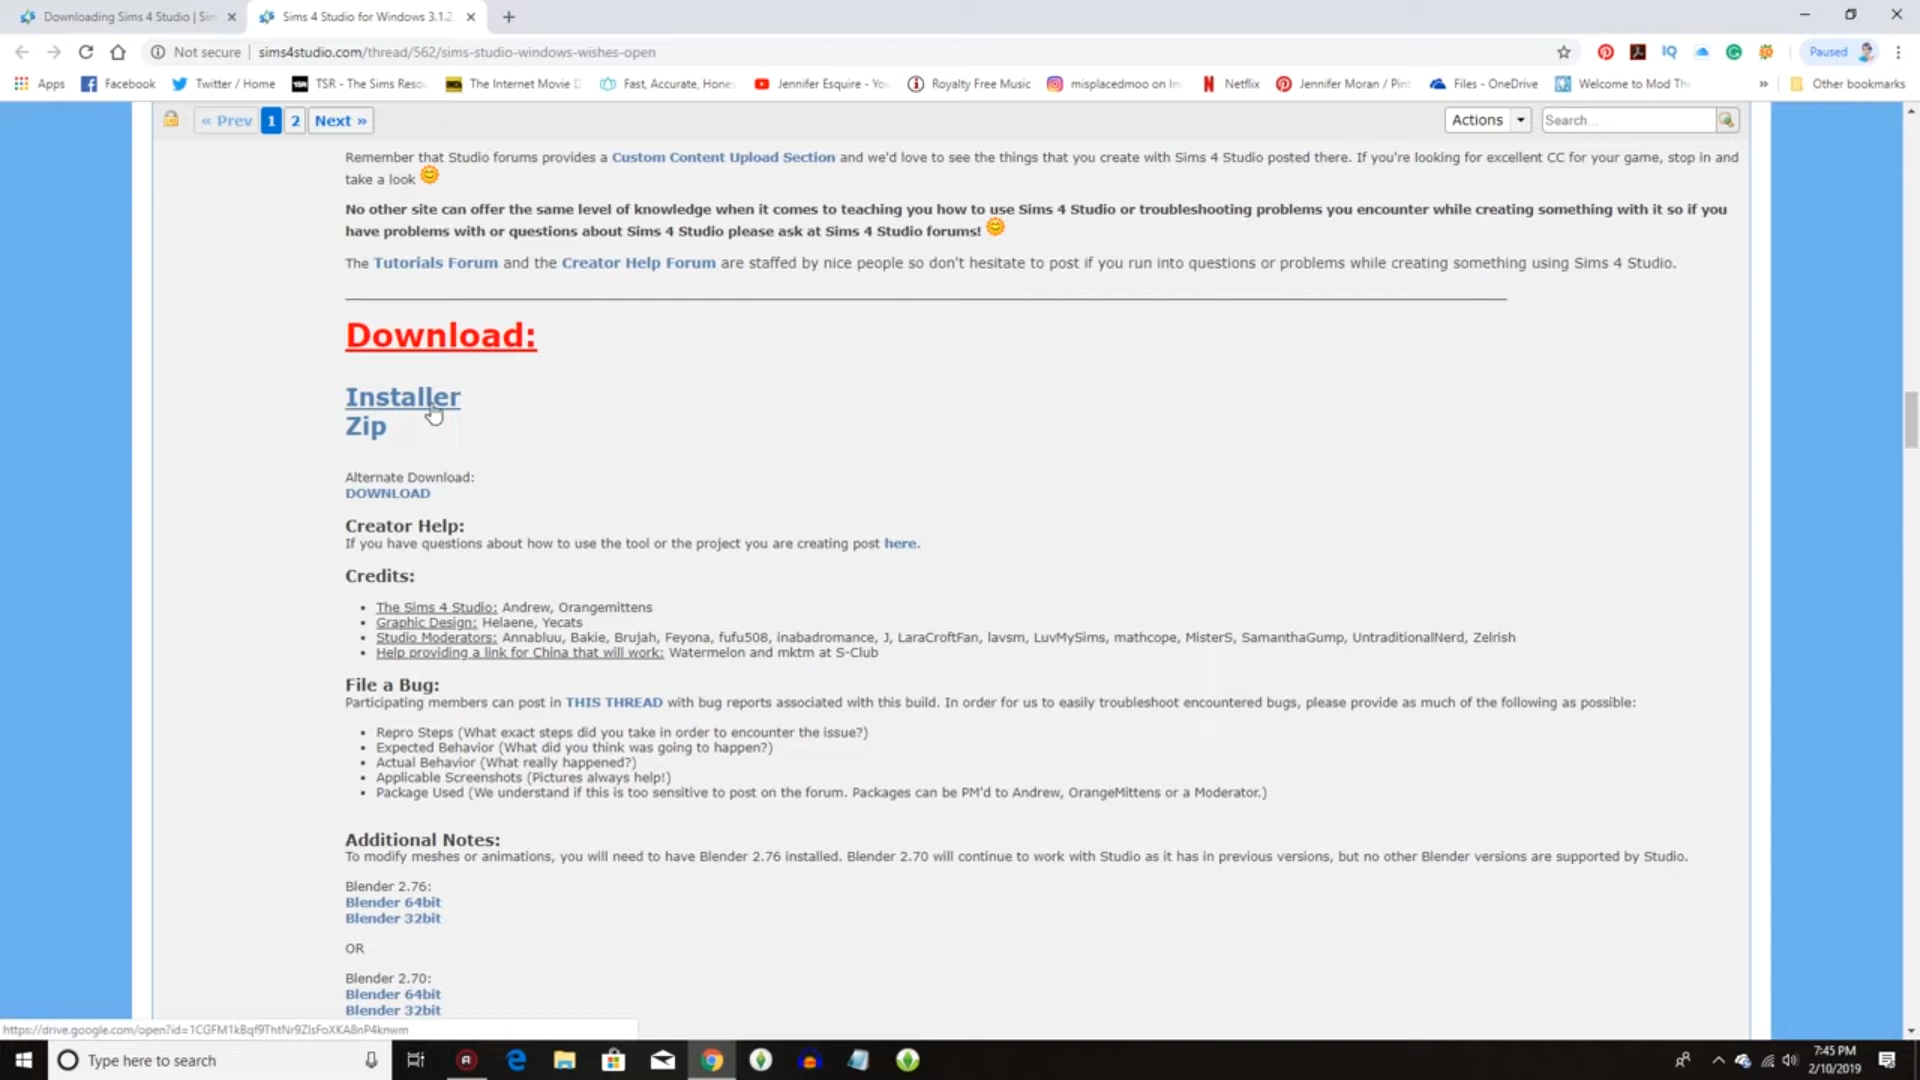 Downloading Sims 4 Studio | Sim
Sims 4 Studio for Windows 3.1.2
Not secure | sims4studio.com/thread/562/sims-studio-windows-wishes-open
Paused
Apps
Facebook
Twitter / Home
TSR - The Sims Reso
The Internet Movie D
Fast, Accurate, Hone
Jennifer Esquire - Yo
Royalty Free Music
misplacedmoo on In
Netflix
Jennifer Moran / Pin
Files - OneDrive
Welcome to Mod Th
»
Other bookmarks
« Prev 1 2 Next »
Actions
Search...
Remember that Studio forums provides a Custom Content Upload Section and we'd love to see the things that you create with Sims 4 Studio posted there. If you're looking for excellent CC for your game, stop in and
take a look
No other site can offer the same level of knowledge when it comes to teaching you how to use Sims 4 Studio or troubleshooting problems you encounter while creating something with it so if you
have problems with or questions about Sims 4 Studio please ask at Sims 4 Studio forums!
The Tutorials Forum and the Creator Help Forum are staffed by nice people so don't hesitate to post if you run into questions or problems while creating something using Sims 4 Studio.
Download:
Installer
Zip
Alternate Download:
DOWNLOAD
Creator Help:
If you have questions about how to use the tool or the project you are creating post here.
Credits:
• The Sims 4 Studio: Andrew, Orangemittens
• Graphic Design: Helaene, Yecats
• Studio Moderators: Annabluu, Bakie, Brujah, Feyona, fufu508, inabadromance, J, LaraCroftFan, lavsm, LuvMySims, mathcope, MisterS, SamanthaGump, UntraditionalNerd, Zelrish
• Help providing a link for China that will work: Watermelon and mktm at S-Club
File a Bug:
Participating members can post in THIS THREAD with bug reports associated with this build. In order for us to easily troubleshoot encountered bugs, please provide as much of the following as possible:
• Repro Steps (What exact steps did you take in order to encounter the issue?)
• Expected Behavior (What did you think was going to happen?)
• Actual Behavior (What really happened?)
• Applicable Screenshots (Pictures always help!)
• Package Used (We understand if this is too sensitive to post on the forum. Packages can be PM'd to Andrew, OrangeMittens or a Moderator.)
Additional Notes:
To modify meshes or animations, you will need to have Blender 2.76 installed. Blender 2.70 will continue to work with Studio as it has in previous versions, but no other Blender versions are supported by Studio.
Blender 2.76:
Blender 64bit
Blender 32bit
OR
Blender 2.70:
Blender 64bit
Blender 32bit
https://drive.google.com/open?id=1CGFM1kBqf9ThtNr9ZIsFoXKA8nP4knwm
Type here to search
7:45 PM
2/10/2019